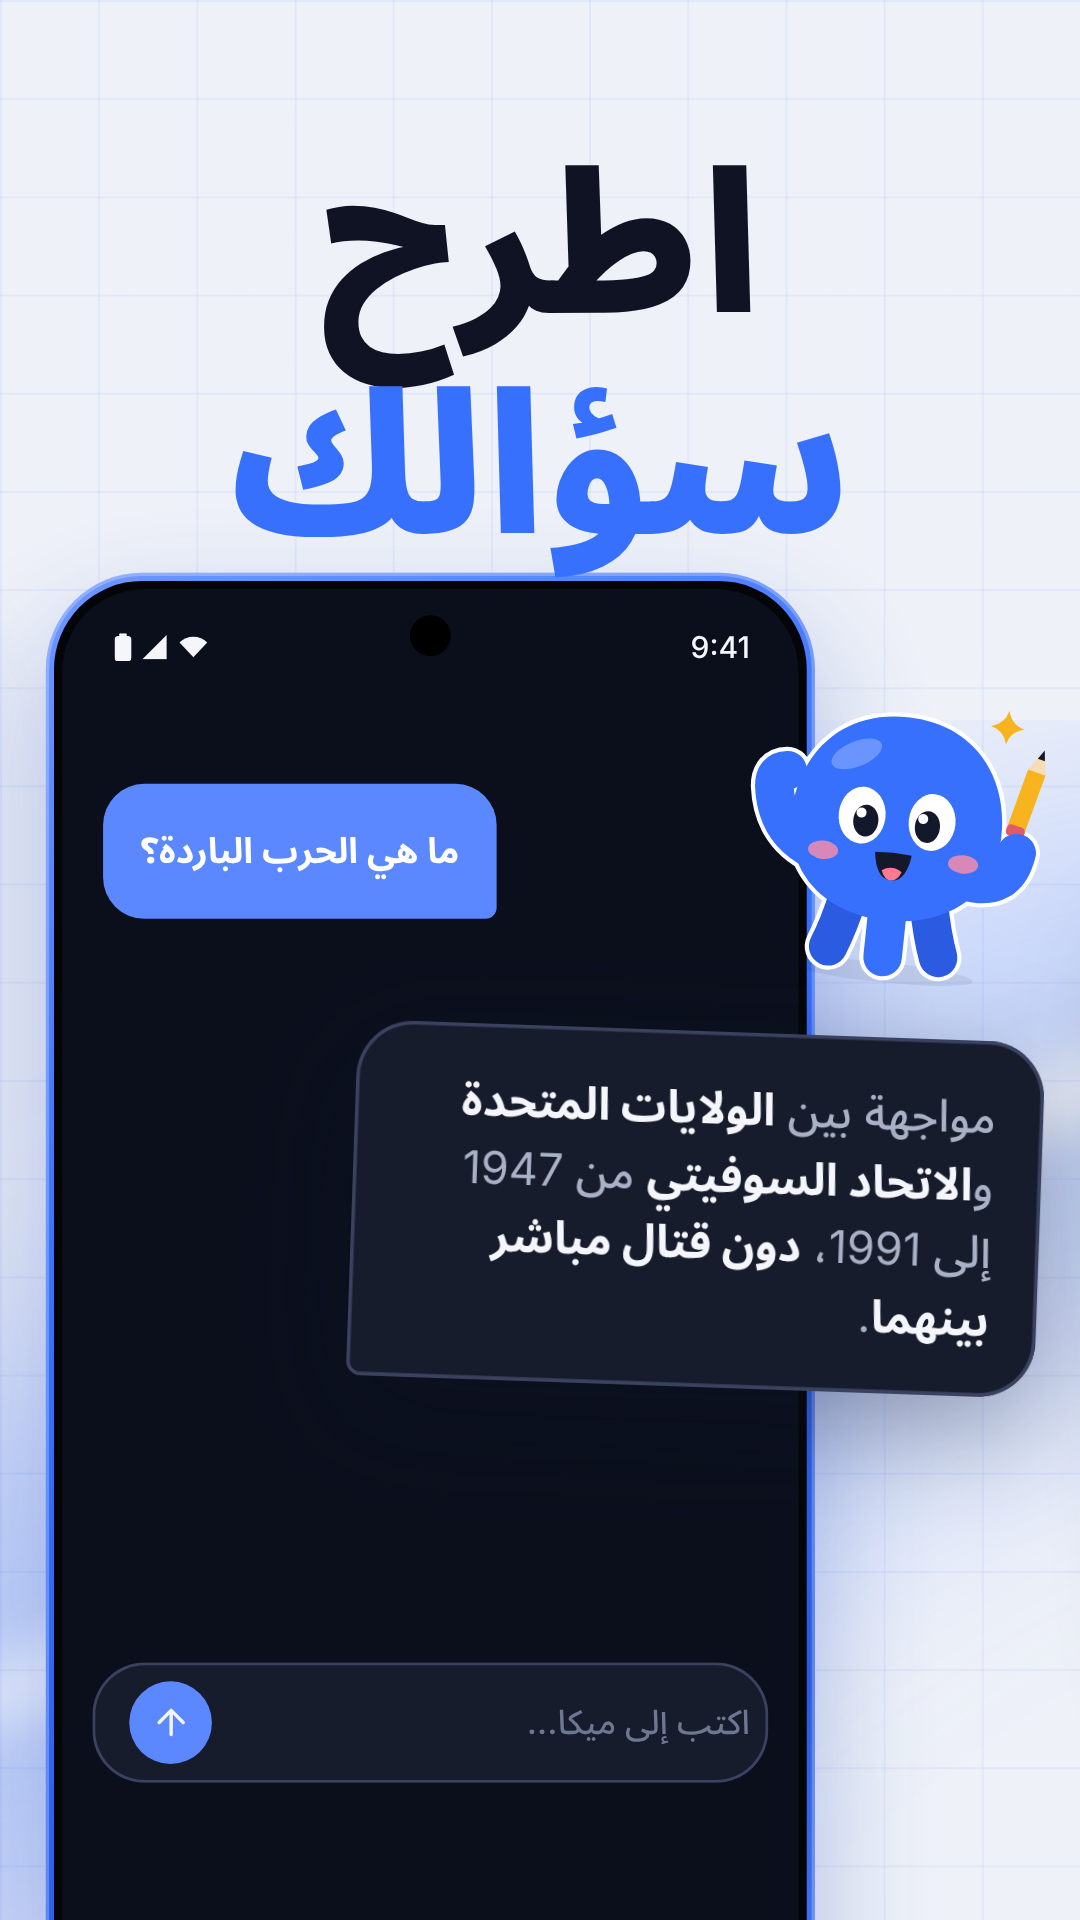 اطرح
سؤالك
9:41
ما هي الحرب الباردة؟
مواجهة بين الولايات المتحدة
والاتحاد السوفيتي من 1947
إلى 1991، دون قتال مباشر
بينهما.
اكتب إلى ميكا...